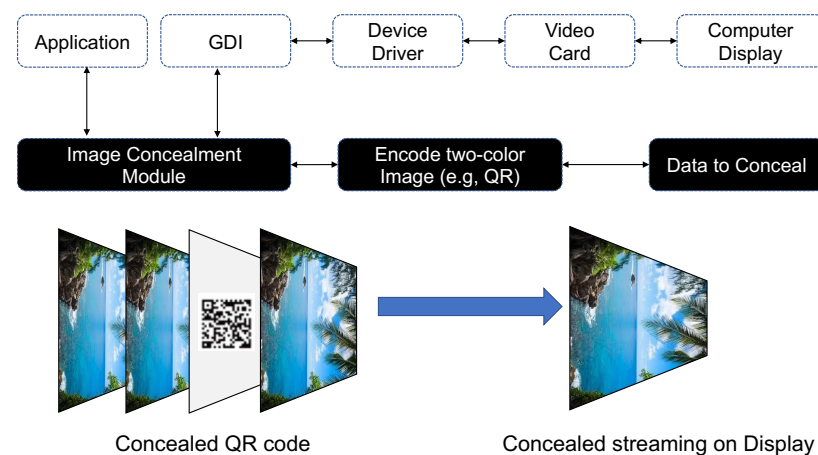 Application
GDI
Device
Driver
Video
Card
Computer
Display
Image Concealment
Module
Encode two-color
Image (e.g, QR)
Data to Conceal
Concealed QR code
Concealed streaming on Display